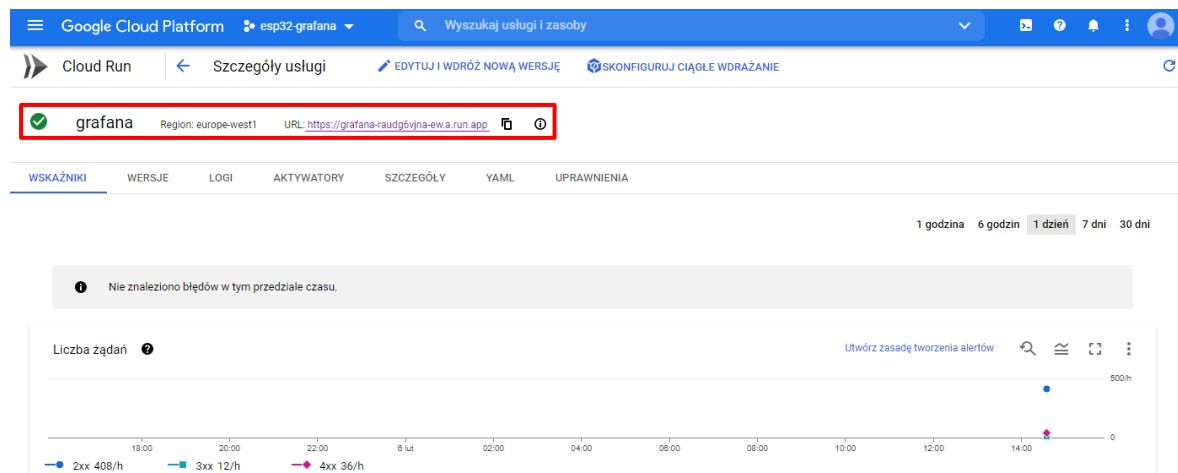 Google Cloud Platform esp32-grafana Wyszukaj usługi i zasoby
Cloud Run Szczegóły usługi EDYTUJ I WDRÓŻ NOWĄ WERSJĘ SKONFIGURUJ CIĄGŁE WDRAŻANIE
grafana Region: europe-west1 URL: https://grafana-raudg6vjna-ew.a.run.app
WSKAŹNIKI WERSJE LOGI AKTYWATORY SZCZEGÓŁY YAML UPRAWNIENIA
1 godzina 6 godzin 1 dzień 7 dni 30 dni
Nie znaleziono błędów w tym przedziale czasu.
Liczba żądań Utwórz zasadę tworzenia alertów
500/h
0
18:00 20:00 22:00 6 lut 02:00 04:00 06:00 08:00 10:00 12:00 14:00
2xx 408/h 3xx 12/h 4xx 36/h